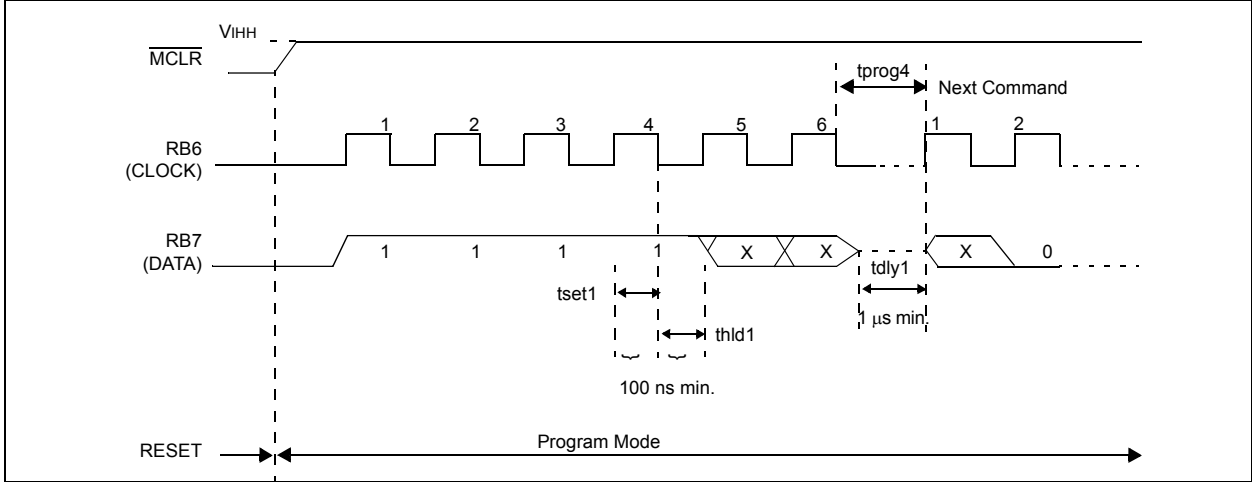 VIHH
MCLR
tprog4
Next Command
1 2 3 4 5 6 1 2
RB6
(CLOCK)
RB7
(DATA)
1 1 1 1 X X X 0
tdly1
tset1
1 μs min.
thld1
100 ns min.
RESET
Program Mode